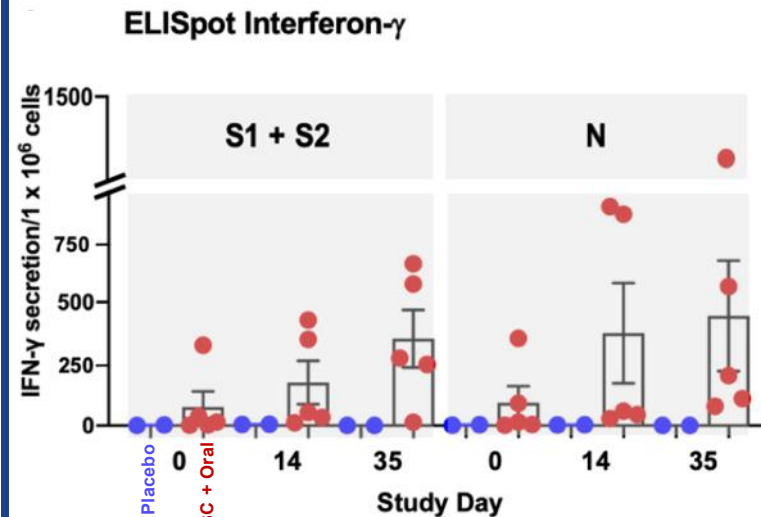 ELISpot Interferon-γ
IFN-γ secretion/1 x 10⁶ cells
1500
750
500
250
0
S1 + S2
N
0
14
35
0
14
35
Placebo
C + Oral
Study Day